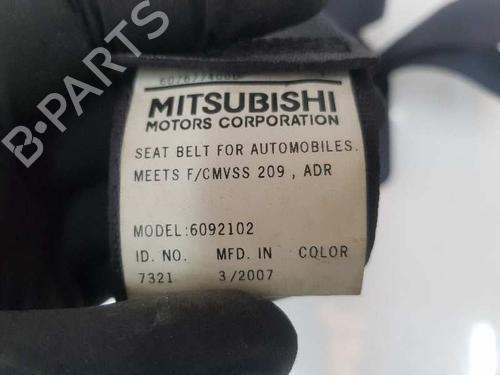 607677400D
MITSUBISHI
MOTORS CORPORATION
SEAT BELT FOR AUTOMOBILES.
MEETS F/CMVSS 209 , ADR
MODEL:6092102
ID. NO. MFD. IN COLOR
7321 3/2007
B-PARTS